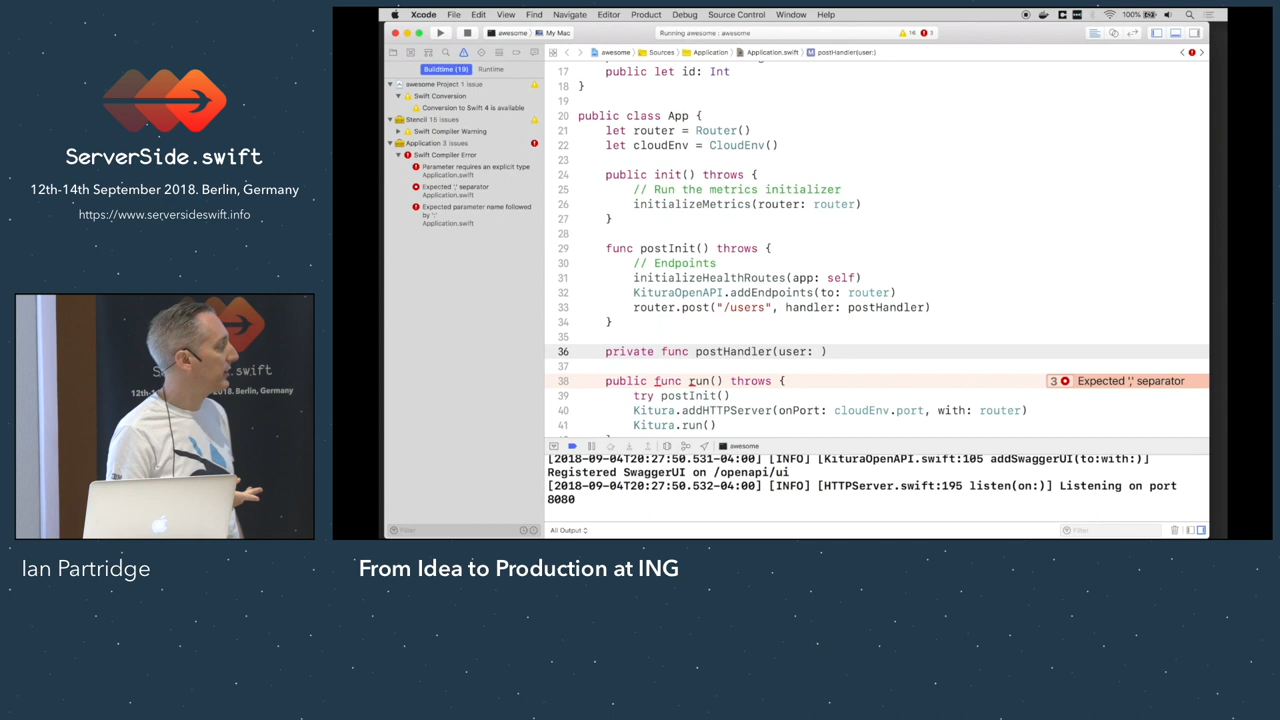 ServerSide.swift
12th-14th September 2018. Berlin, Germany
https://www.serversideswift.info
Ian Partridge
From Idea to Production at ING
Xcode File Edit View Find Navigate Editor Product Debug Source Control Window Help
100%
awesome My Mac
Running awesome : awesome
16 3
awesome Sources Application Application.swift postHandler(user:)
Buildtime (19) Runtime
awesome Project 1 issue
Swift Conversion
Conversion to Swift 4 is available
Stencil 15 issues
Swift Compiler Warning
Application 3 issues
Swift Compiler Error
Parameter requires an explicit type
Application.swift
Expected ',' separator
Application.swift
Expected parameter name followed
by ':'
Application.swift
Filter
17 public let id: Int
18 }
19
20 public class App {
21 let router = Router()
22 let cloudEnv = CloudEnv()
23
24 public init() throws {
25 // Run the metrics initializer
26 initializeMetrics(router: router)
27 }
28
29 func postInit() throws {
30 // Endpoints
31 initializeHealthRoutes(app: self)
32 KituraOpenAPI.addEndpoints(to: router)
33 router.post("/users", handler: postHandler)
34 }
35
36 private func postHandler(user: )
37
38 public func run() throws {
3 Expected ',' separator
39 try postInit()
40 Kitura.addHTTPServer(onPort: cloudEnv.port, with: router)
41 Kitura.run()
awesome
[2018-09-04T20:27:50.531-04:00] [INFO] [KituraOpenAPI.swift:105 addSwaggerUI(to:with:)]
Registered SwaggerUI on /openapi/ui
[2018-09-04T20:27:50.532-04:00] [INFO] [HTTPServer.swift:195 listen(on:)] Listening on port
8080
All Output
Filter